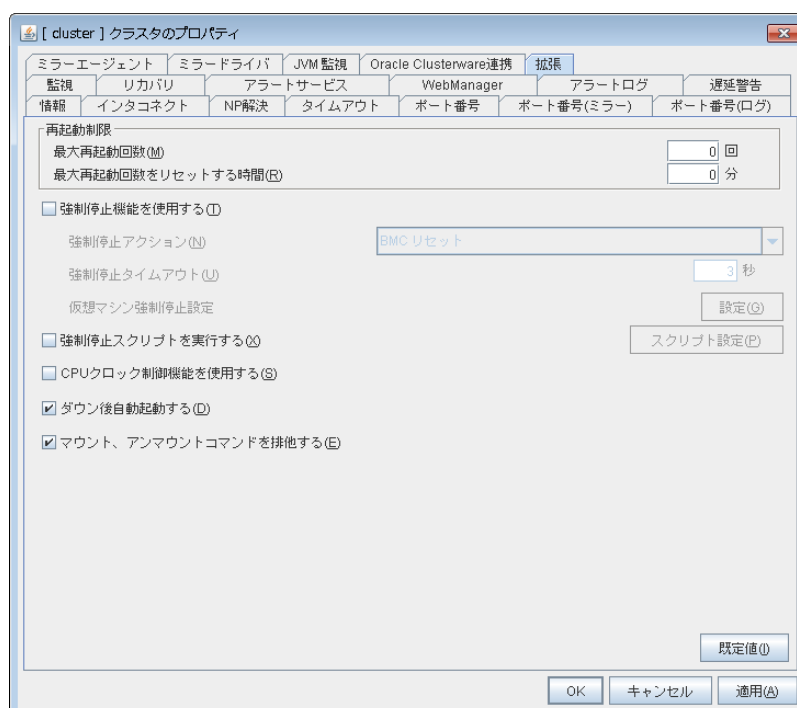 [ cluster ] クラスタのプロパティ
ミラーエージェント ミラードライバ JVM 監視 Oracle Clusterware連携 拡張
監視 リカバリ アラートサービス WebManager アラートログ 遅延警告
情報 インタコネクト NP解決 タイムアウト ポート番号 ポート番号(ミラー) ポート番号(ログ)
再起動制限
最大再起動回数(M) 0 回
最大再起動回数をリセットする時間(R) 0 分
強制停止機能を使用する(T)
強制停止アクション(N) BMC リセット
強制停止タイムアウト(U) 3 秒
仮想マシン強制停止設定 設定(G)
強制停止スクリプトを実行する(X) スクリプト設定(P)
CPUクロック制御機能を使用する(S)
ダウン後自動起動する(D)
マウント、アンマウントコマンドを排他する(E)
既定値(I)
OK キャンセル 適用(A)